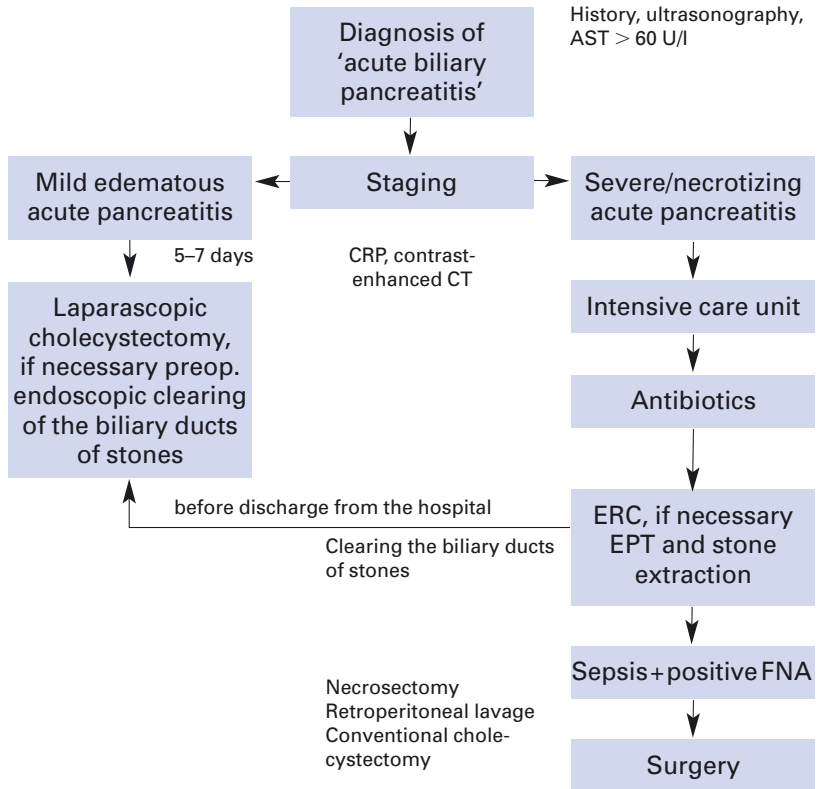 History, ultrasonography,
AST > 60 U/l
Diagnosis of
‘acute biliary
pancreatitis’
Mild edematous
acute pancreatitis
Staging
Severe/necrotizing
acute pancreatitis
5–7 days
CRP, contrast-
enhanced CT
Laparascopic
cholecystectomy,
if necessary preop.
endoscopic clearing
of the biliary ducts
of stones
Intensive care unit
Antibiotics
before discharge from the hospital
Clearing the biliary ducts
of stones
ERC, if necessary
EPT and stone
extraction
Sepsis+positive FNA
Necrosectomy
Retroperitoneal lavage
Conventional chole-
cystectomy
Surgery